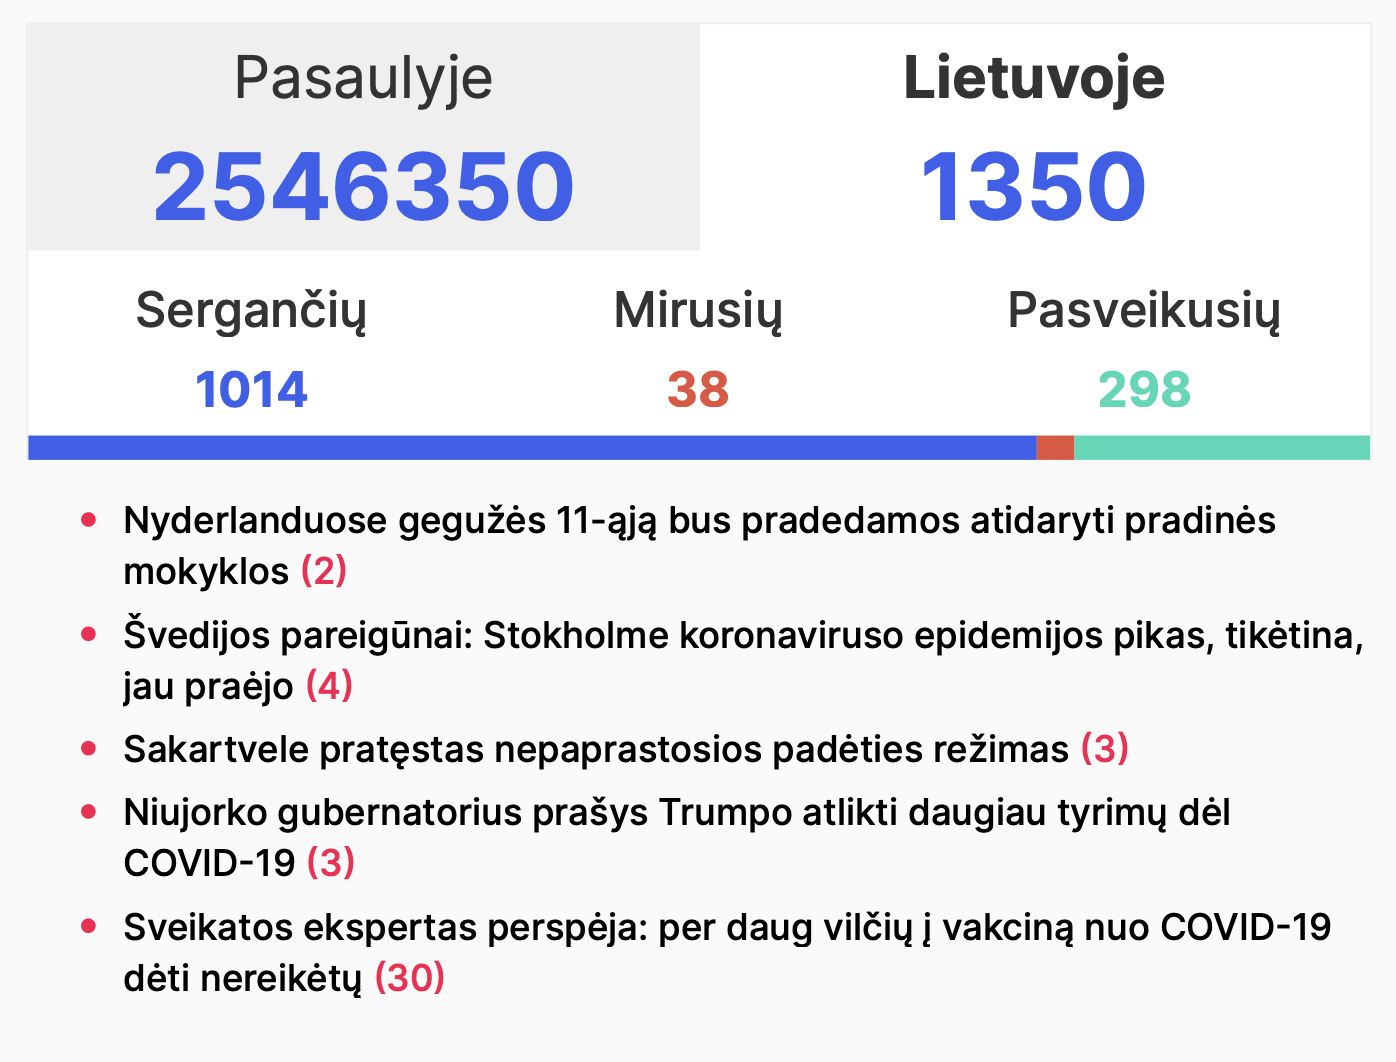 Pasaulyje
2546350
Lietuvoje
1350
Sergančių
1014
Mirusių
38
Pasveikusių
298
Nyderlanduose gegužės 11-ąją bus pradedamos atidaryti pradinės
mokyklos (2)
Švedijos pareigūnai: Stokholme koronaviruso epidemijos pikas, tikėtina,
jau praėjo (4)
Sakartvele pratęstas nepaprastosios padėties režimas (3)
Niujorko gubernatorius prašys Trumpo atlikti daugiau tyrimų dėl
COVID-19 (3)
Sveikatos ekspertas perspėja: per daug vilčių į vakciną nuo COVID-19
dėti nereikėtų (30)